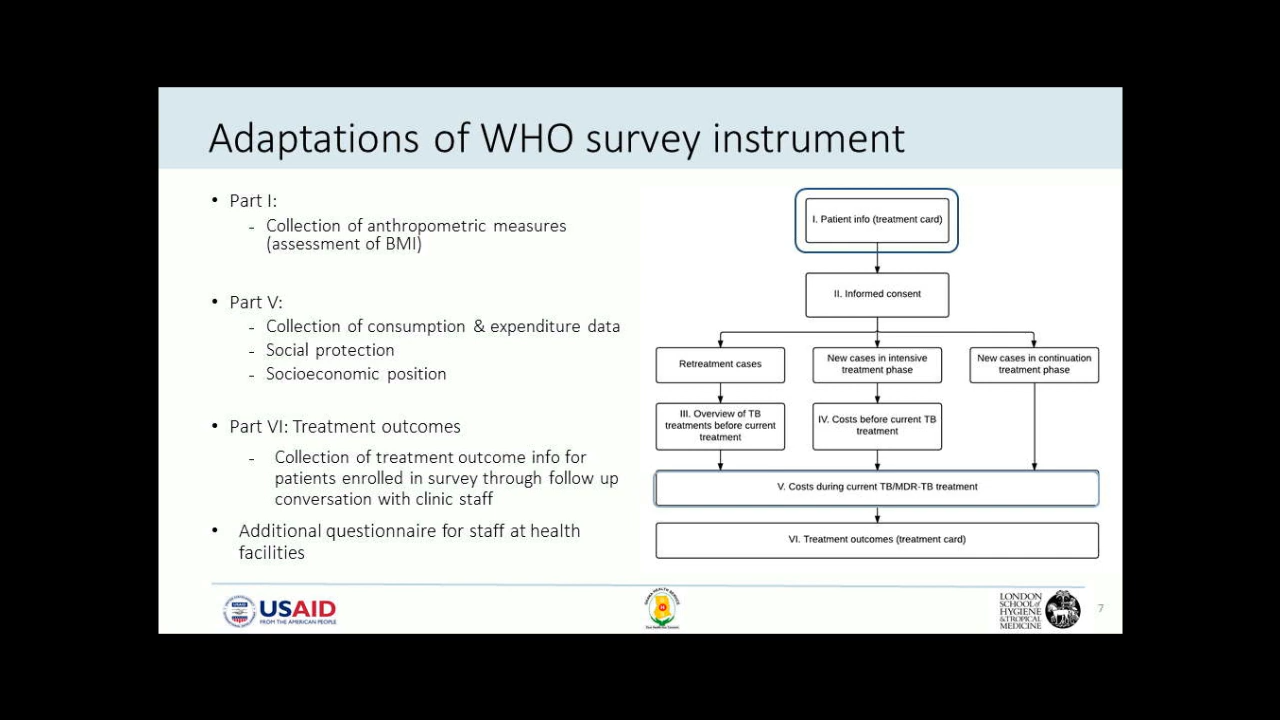 Adaptations of WHO survey instrument
• Part I:
- Collection of anthropometric measures
(assessment of BMI)
• Part V:
- Collection of consumption & expenditure data
- Social protection
- Socioeconomic position
• Part VI: Treatment outcomes
- Collection of treatment outcome info for
patients enrolled in survey through follow up
conversation with clinic staff
• Additional questionnaire for staff at health
facilities
I. Patient info (treatment card)
II. Informed consent
Retreatment cases
New cases in intensive
treatment phase
New cases in continuation
treatment phase
III. Overview of TB
treatments before current
treatment
IV. Costs before current TB
treatment
V. Costs during current TB/MDR-TB treatment
VI. Treatment outcomes (treatment card)
USAID
FROM THE AMERICAN PEOPLE
LONDON
SCHOOL of
HYGIENE
& TROPICAL
MEDICINE
7